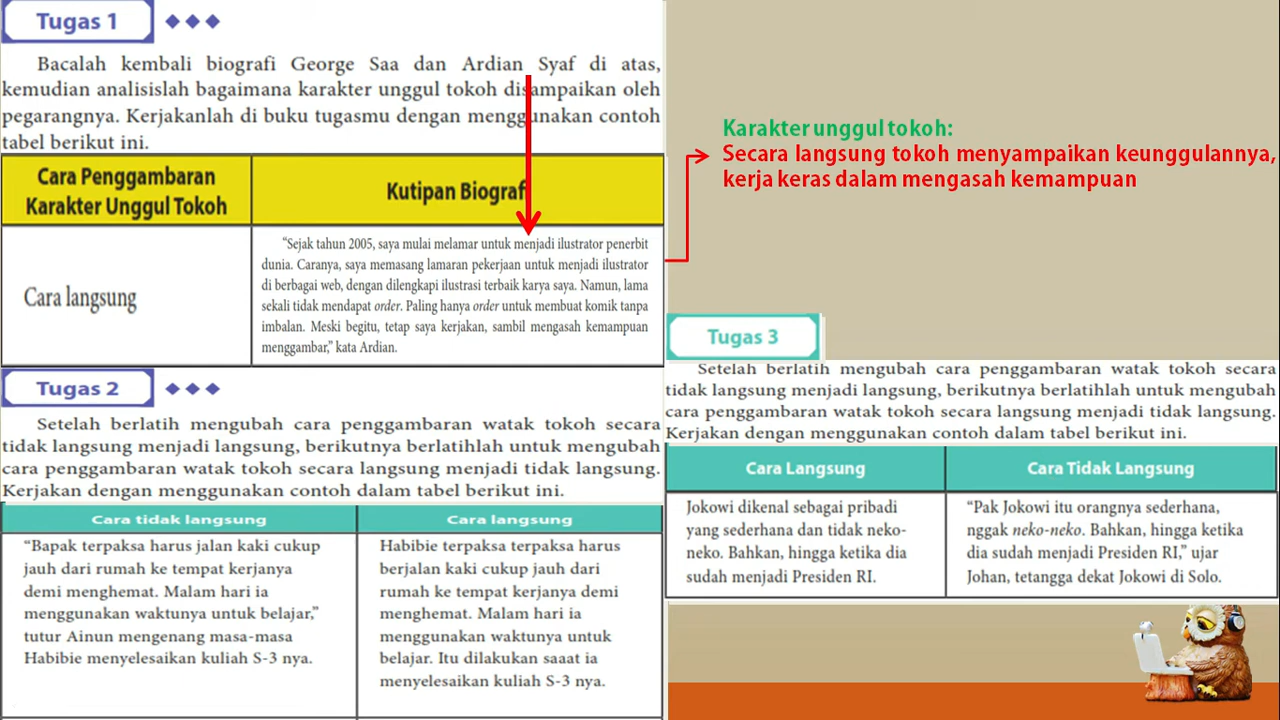 Tugas 1
Bacalah kembali biografi George Saa dan Ardian Syaf di atas,
kemudian analisislah bagaimana karakter unggul tokoh disampaikan oleh
pegarangnya. Kerjakanlah di buku tugasmu dengan menggunakan contoh
tabel berikut ini.
Cara Penggambaran
Karakter Unggul Tokoh
Kutipan Biografi
Cara langsung
“Sejak tahun 2005, saya mulai melamar untuk menjadi ilustrator penerbit
dunia. Caranya, saya memasang lamaran pekerjaan untuk menjadi ilustrator
di berbagai web, dengan dilengkapi ilustrasi terbaik karya saya. Namun, lama
sekali tidak mendapat order. Paling hanya order untuk membuat komik tanpa
imbalan. Meski begitu, tetap saya kerjakan, sambil mengasah kemampuan
menggambar,” kata Ardian.
Karakter unggul tokoh:
Secara langsung tokoh menyampaikan keunggulannya,
kerja keras dalam mengasah kemampuan
Tugas 2
Setelah berlatih mengubah cara penggambaran watak tokoh secara
tidak langsung menjadi langsung, berikutnya berlatihlah untuk mengubah
cara penggambaran watak tokoh secara langsung menjadi tidak langsung.
Kerjakan dengan menggunakan contoh dalam tabel berikut ini.
Cara tidak langsung
Cara langsung
“Bapak terpaksa harus jalan kaki cukup
jauh dari rumah ke tempat kerjanya
demi menghemat. Malam hari ia
menggunakan waktunya untuk belajar,”
tutur Ainun mengenang masa-masa
Habibie menyelesaikan kuliah S-3 nya.
Habibie terpaksa terpaksa harus
berjalan kaki cukup jauh dari
rumah ke tempat kerjanya demi
menghemat. Malam hari ia
menggunakan waktunya untuk
belajar. Itu dilakukan saaat ia
menyelesaikan kuliah S-3 nya.
Tugas 3
Setelah berlatih mengubah cara penggambaran watak tokoh secara
tidak langsung menjadi langsung, berikutnya berlatihlah untuk mengubah
cara penggambaran watak tokoh secara langsung menjadi tidak langsung.
Kerjakan dengan menggunakan contoh dalam tabel berikut ini.
Cara Langsung
Cara Tidak Langsung
Jokowi dikenal sebagai pribadi
yang sederhana dan tidak neko-
neko. Bahkan, hingga ketika dia
sudah menjadi Presiden RI.
“Pak Jokowi itu orangnya sederhana,
nggak neko-neko. Bahkan, hingga ketika
dia sudah menjadi Presiden RI,” ujar
Johan, tetangga dekat Jokowi di Solo.